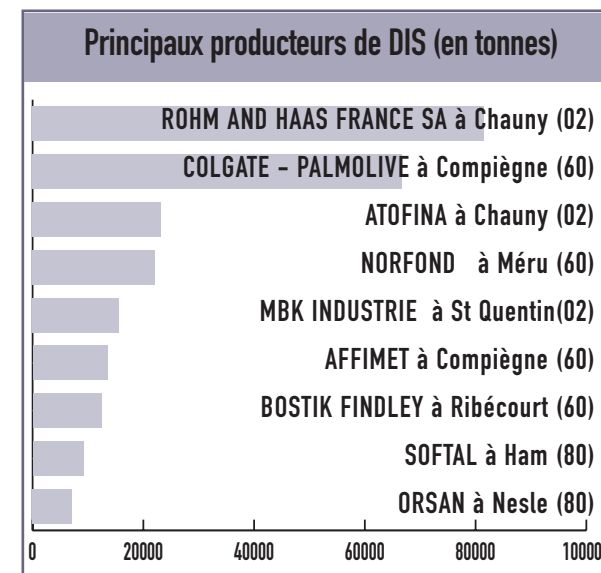 Principaux producteurs de DIS (en tonnes)
ROHM AND HAAS FRANCE SA à Chauny (02)
COLGATE - PALMOLIVE à Compiègne (60)
ATOFINA à Chauny (02)
NORFOND à Méru (60)
MBK INDUSTRIE à St Quentin(02)
AFFIMET à Compiègne (60)
BOSTIK FINDLEY à Ribécourt (60)
SOFTAL à Ham (80)
ORSAN à Nesle (80)
0 20000 40000 60000 80000 10000